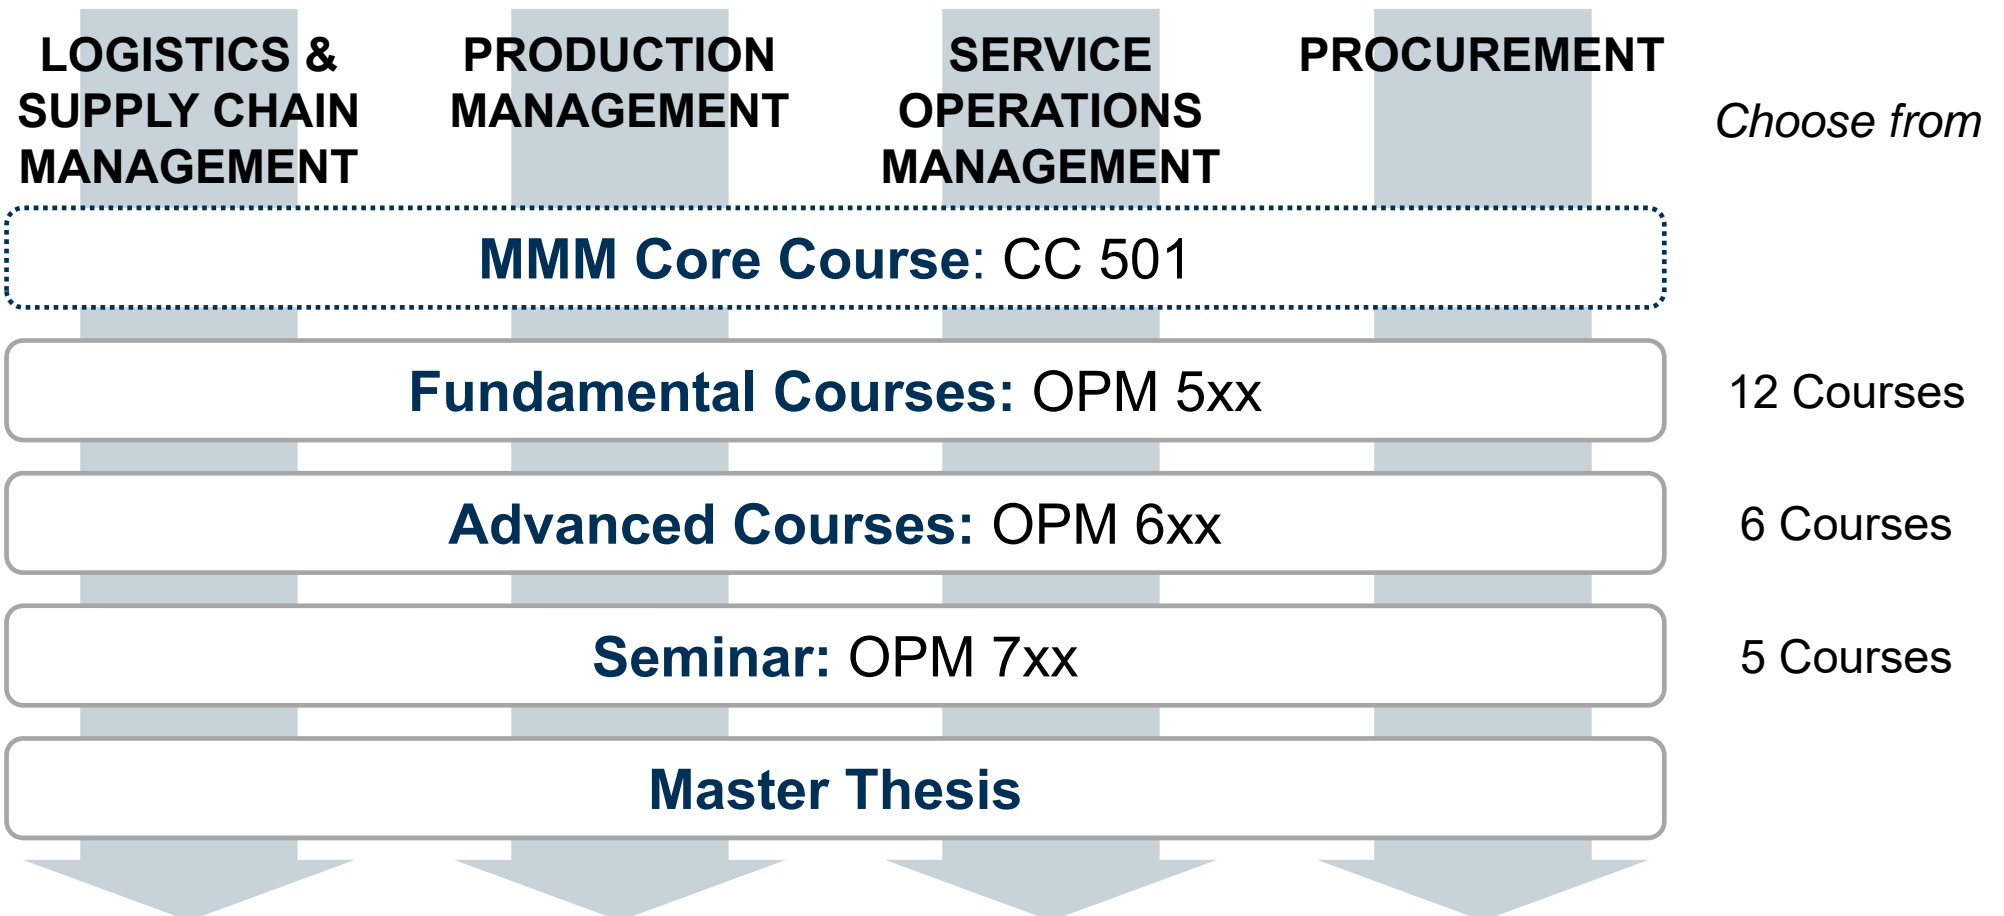 LOGISTICS &
SUPPLY CHAIN
MANAGEMENT
PRODUCTION
MANAGEMENT
SERVICE
OPERATIONS
MANAGEMENT
PROCUREMENT
Choose from
MMM Core Course: CC 501
Fundamental Courses: OPM 5xx
12 Courses
Advanced Courses: OPM 6xx
6 Courses
Seminar: OPM 7xx
5 Courses
Master Thesis